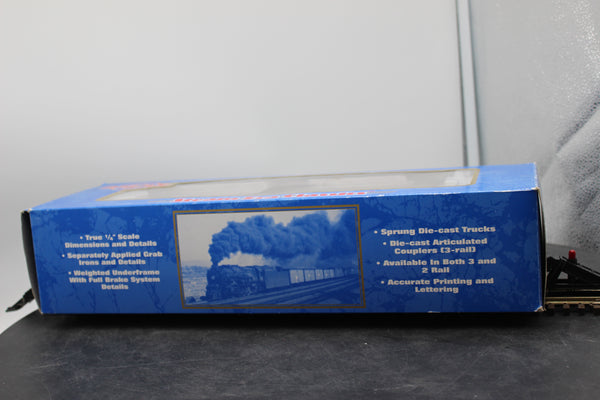 • True ¼" Scale
Dimensions and Details
• Separately Applied Grab
Irons and Details
• Weighted Underframe
With Full Brake System
Details
• Sprung Die-cast Trucks
• Die-cast Articulated
Couplers (3-rail)
• Available In Both 3 and
2 Rail
• Accurate Printing and
Lettering